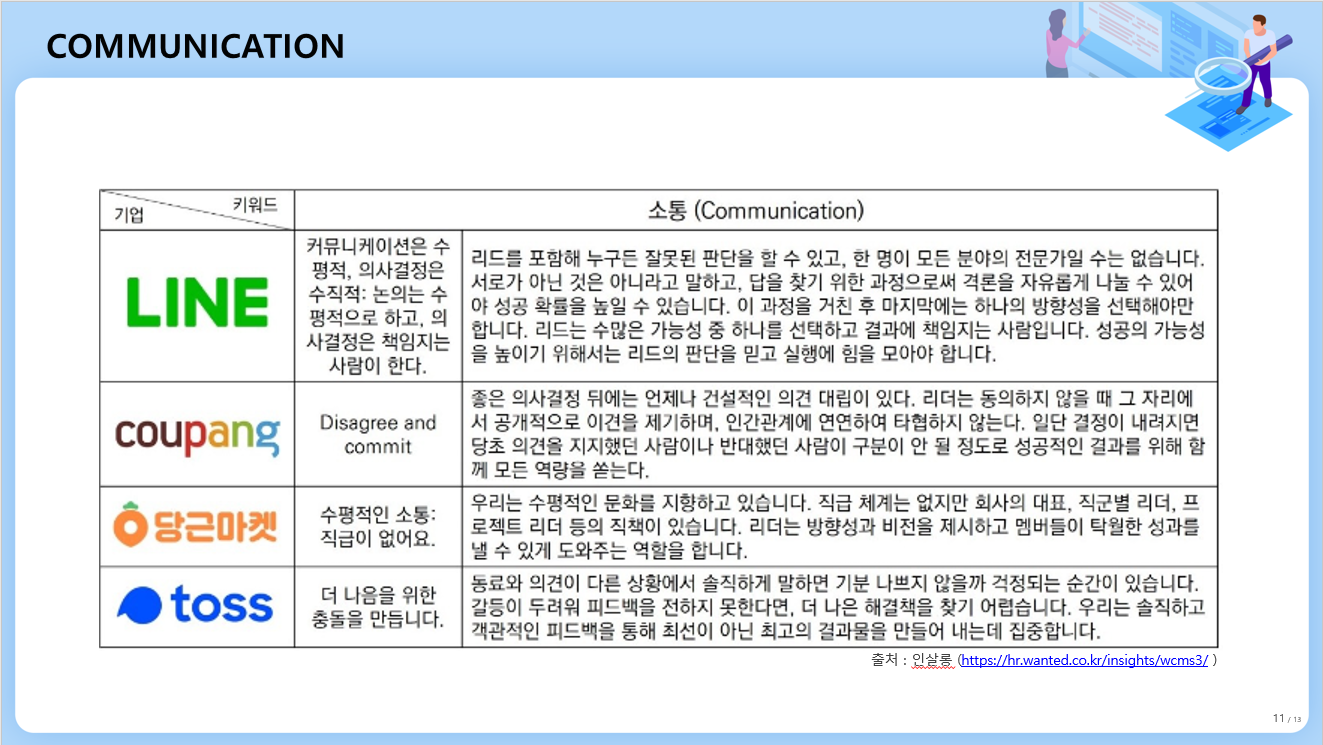 COMMUNICATION
기업
키워드
소통 (Communication)
LINE
커뮤니케이션은 수
평적, 의사결정은
수직적: 논의는 수
평적으로 하고, 의
사결정은 책임지는
사람이 한다.
리드를 포함해 누구든 잘못된 판단을 할 수 있고, 한 명이 모든 분야의 전문가일 수는 없습니다.
서로가 아닌 것은 아니라고 말하고, 답을 찾기 위한 과정으로써 격론을 자유롭게 나눌 수 있어
야 성공 확률을 높일 수 있습니다. 이 과정을 거친 후 마지막에는 하나의 방향성을 선택해야만
합니다. 리드는 수많은 가능성 중 하나를 선택하고 결과에 책임지는 사람입니다. 성공의 가능성
을 높이기 위해서는 리드의 판단을 믿고 실행에 힘을 모아야 합니다.
coupang
Disagree and
commit
좋은 의사결정 뒤에는 언제나 건설적인 의견 대립이 있다. 리더는 동의하지 않을 때 그 자리에
서 공개적으로 이견을 제기하며, 인간관계에 연연하여 타협하지 않는다. 일단 결정이 내려지면
당초 의견을 지지했던 사람이나 반대했던 사람이 구분이 안 될 정도로 성공적인 결과를 위해 함
께 모든 역량을 쏟는다.
당근마켓
수평적인 소통:
직급이 없어요.
우리는 수평적인 문화를 지향하고 있습니다. 직급 체계는 없지만 회사의 대표, 직군별 리더, 프
로젝트 리더 등의 직책이 있습니다. 리더는 방향성과 비전을 제시하고 멤버들이 탁월한 성과를
낼 수 있게 도와주는 역할을 합니다.
toss
더 나음을 위한
충돌을 만듭니다.
동료와 의견이 다른 상황에서 솔직하게 말하면 기분 나쁘지 않을까 걱정되는 순간이 있습니다.
갈등이 두려워 피드백을 전하지 못한다면, 더 나은 해결책을 찾기 어렵습니다. 우리는 솔직하고
객관적인 피드백을 통해 최선이 아닌 최고의 결과물을 만들어 내는데 집중합니다.
출처 : 인살롱 (https://hr.wanted.co.kr/insights/wcms3/ )
11 / 13